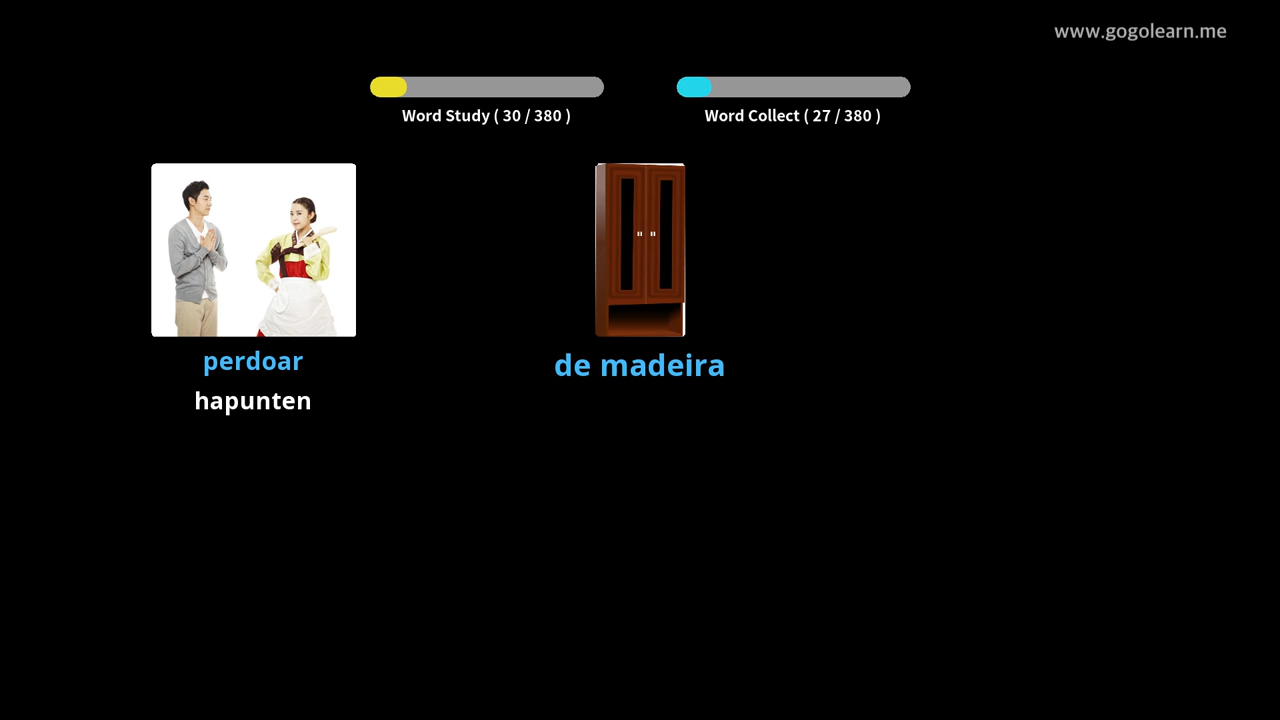 www.gogolearn.me
Word Study ( 30 / 380 )
Word Collect ( 27 / 380 )
perdoar
hapunten
de madeira